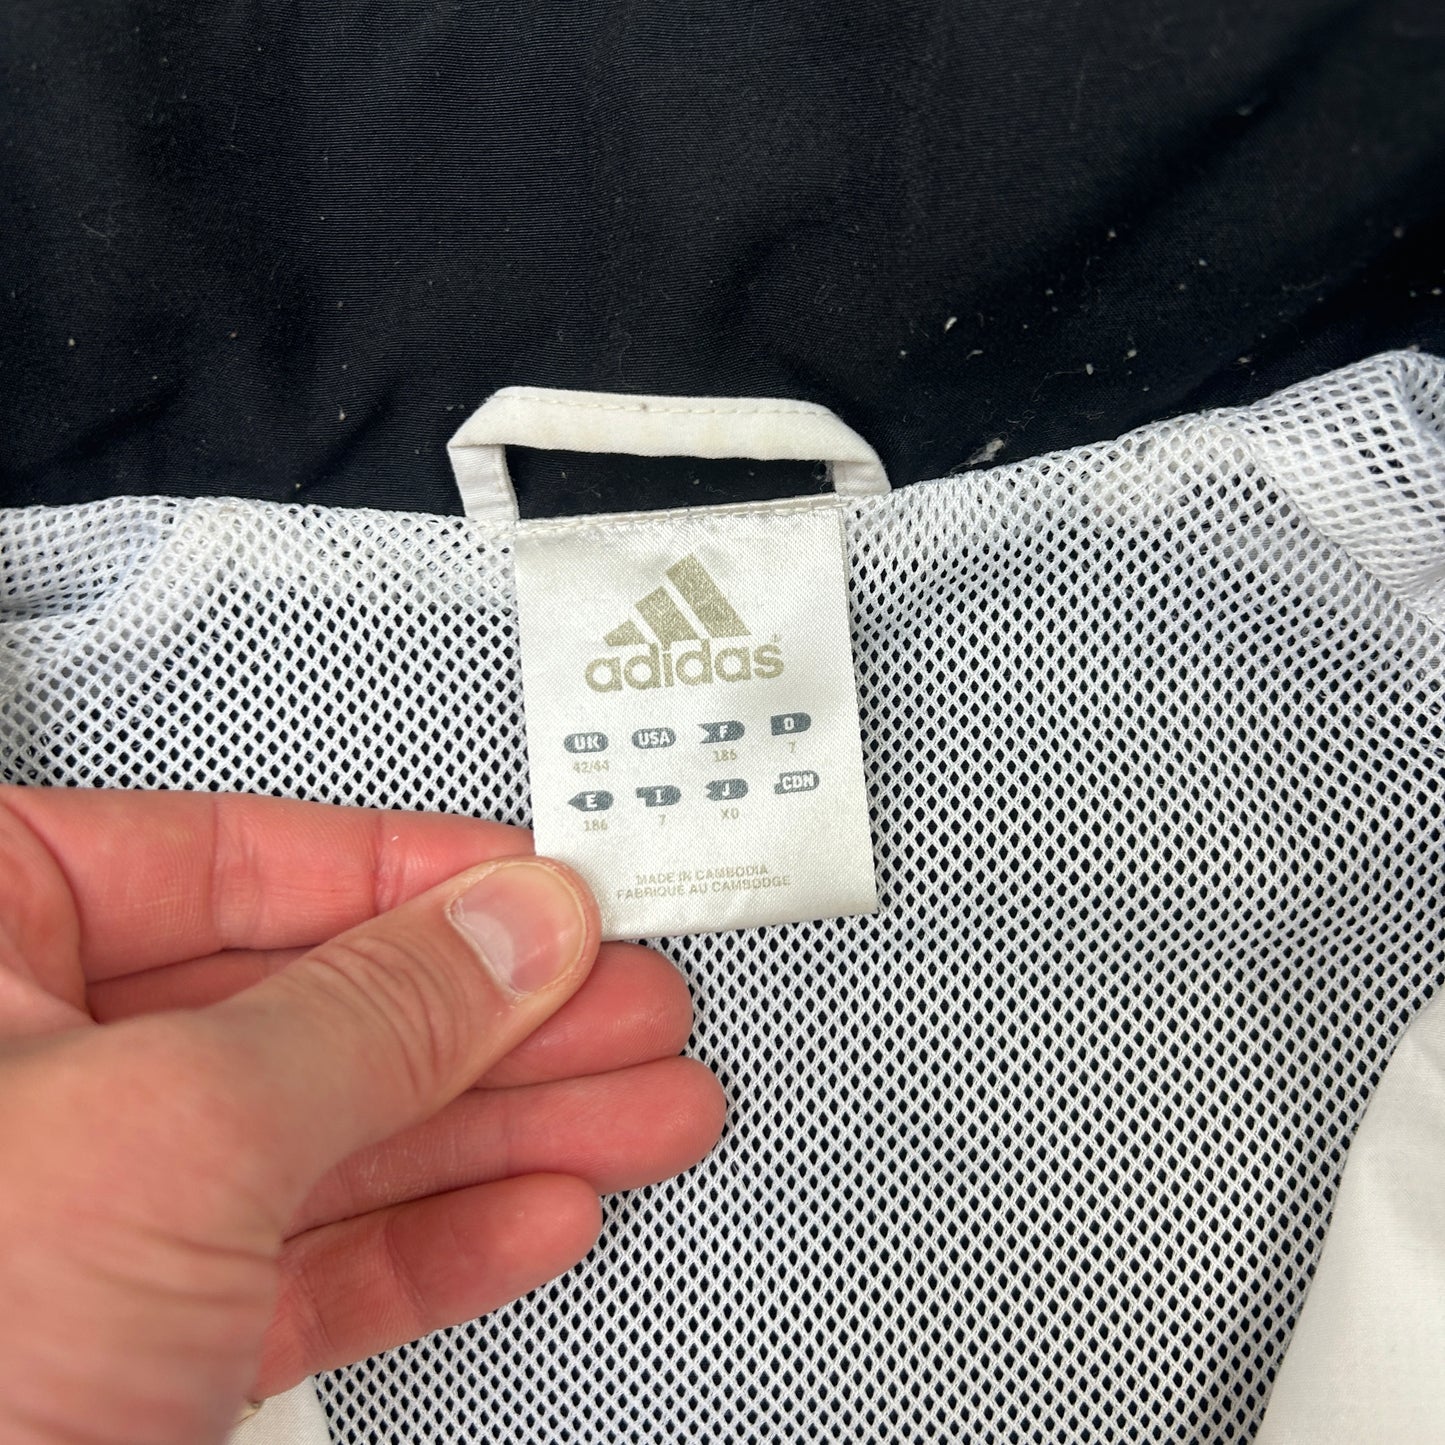 adidas®
UK USA F D
42/44 186 7
E I J CDN
186 7 XO
MADE IN CAMBODIA
FABRIQUÉ AU CAMBODGE